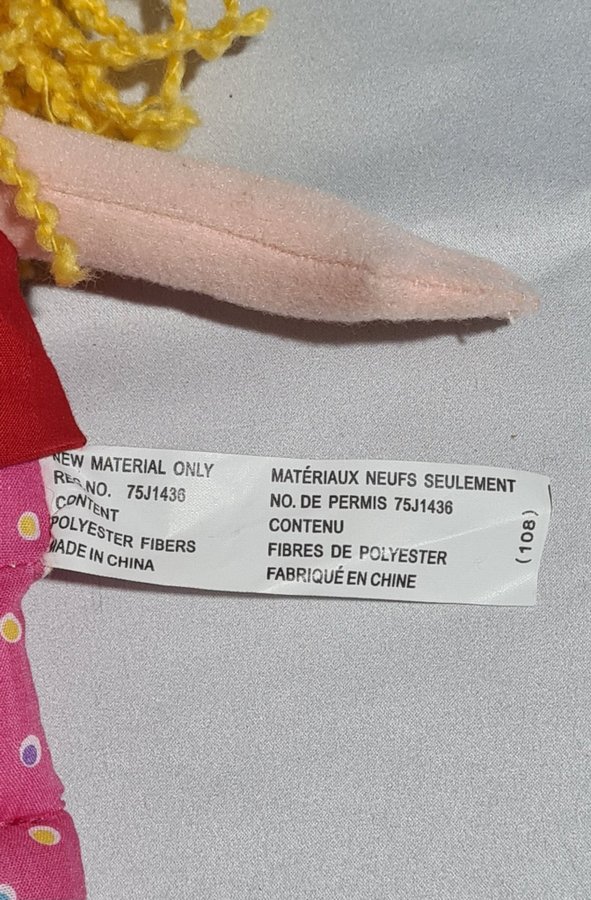 NEW MATERIAL ONLY
REG. NO. 75J1436
CONTENT
POLYESTER FIBERS
MADE IN CHINA
MATÉRIAUX NEUFS SEULEMENT
NO. DE PERMIS 75J1436
CONTENU
FIBRES DE POLYESTER
FABRIQUÉ EN CHINE
(108)